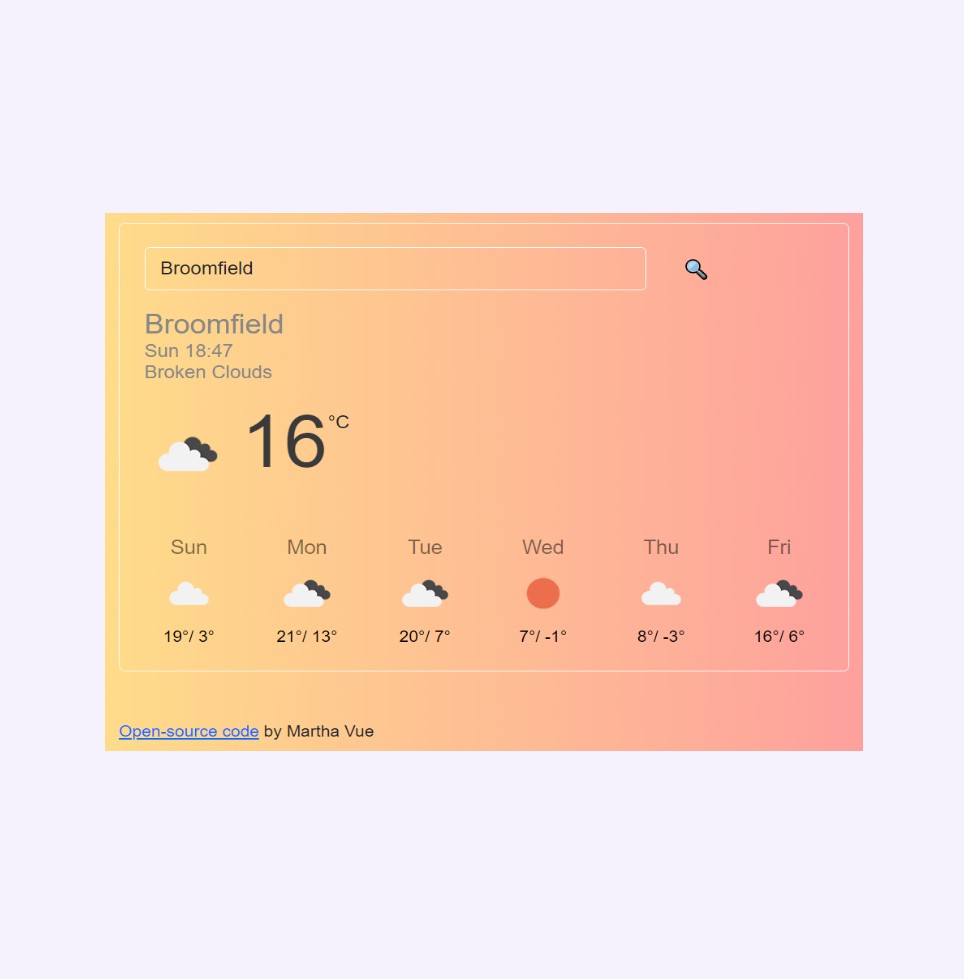 Broomfield
Broomfield
Sun 18:47
Broken Clouds
16 °C
Sun Mon Tue Wed Thu Fri
19°/ 3° 21°/ 13° 20°/ 7° 7°/ -1° 8°/ -3° 16°/ 6°
Open-source code by Martha Vue